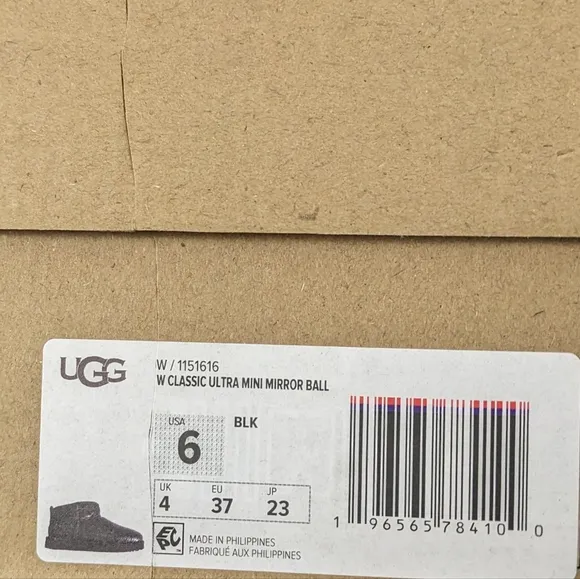 UGG
W / 1151616
W CLASSIC ULTRA MINI MIRROR BALL
USA
6
BLK
UK EU JP
4 37 23
EPC
MADE IN PHILIPPINES
FABRIQUÉ AUX PHILIPPINES
1 96565 78410 0